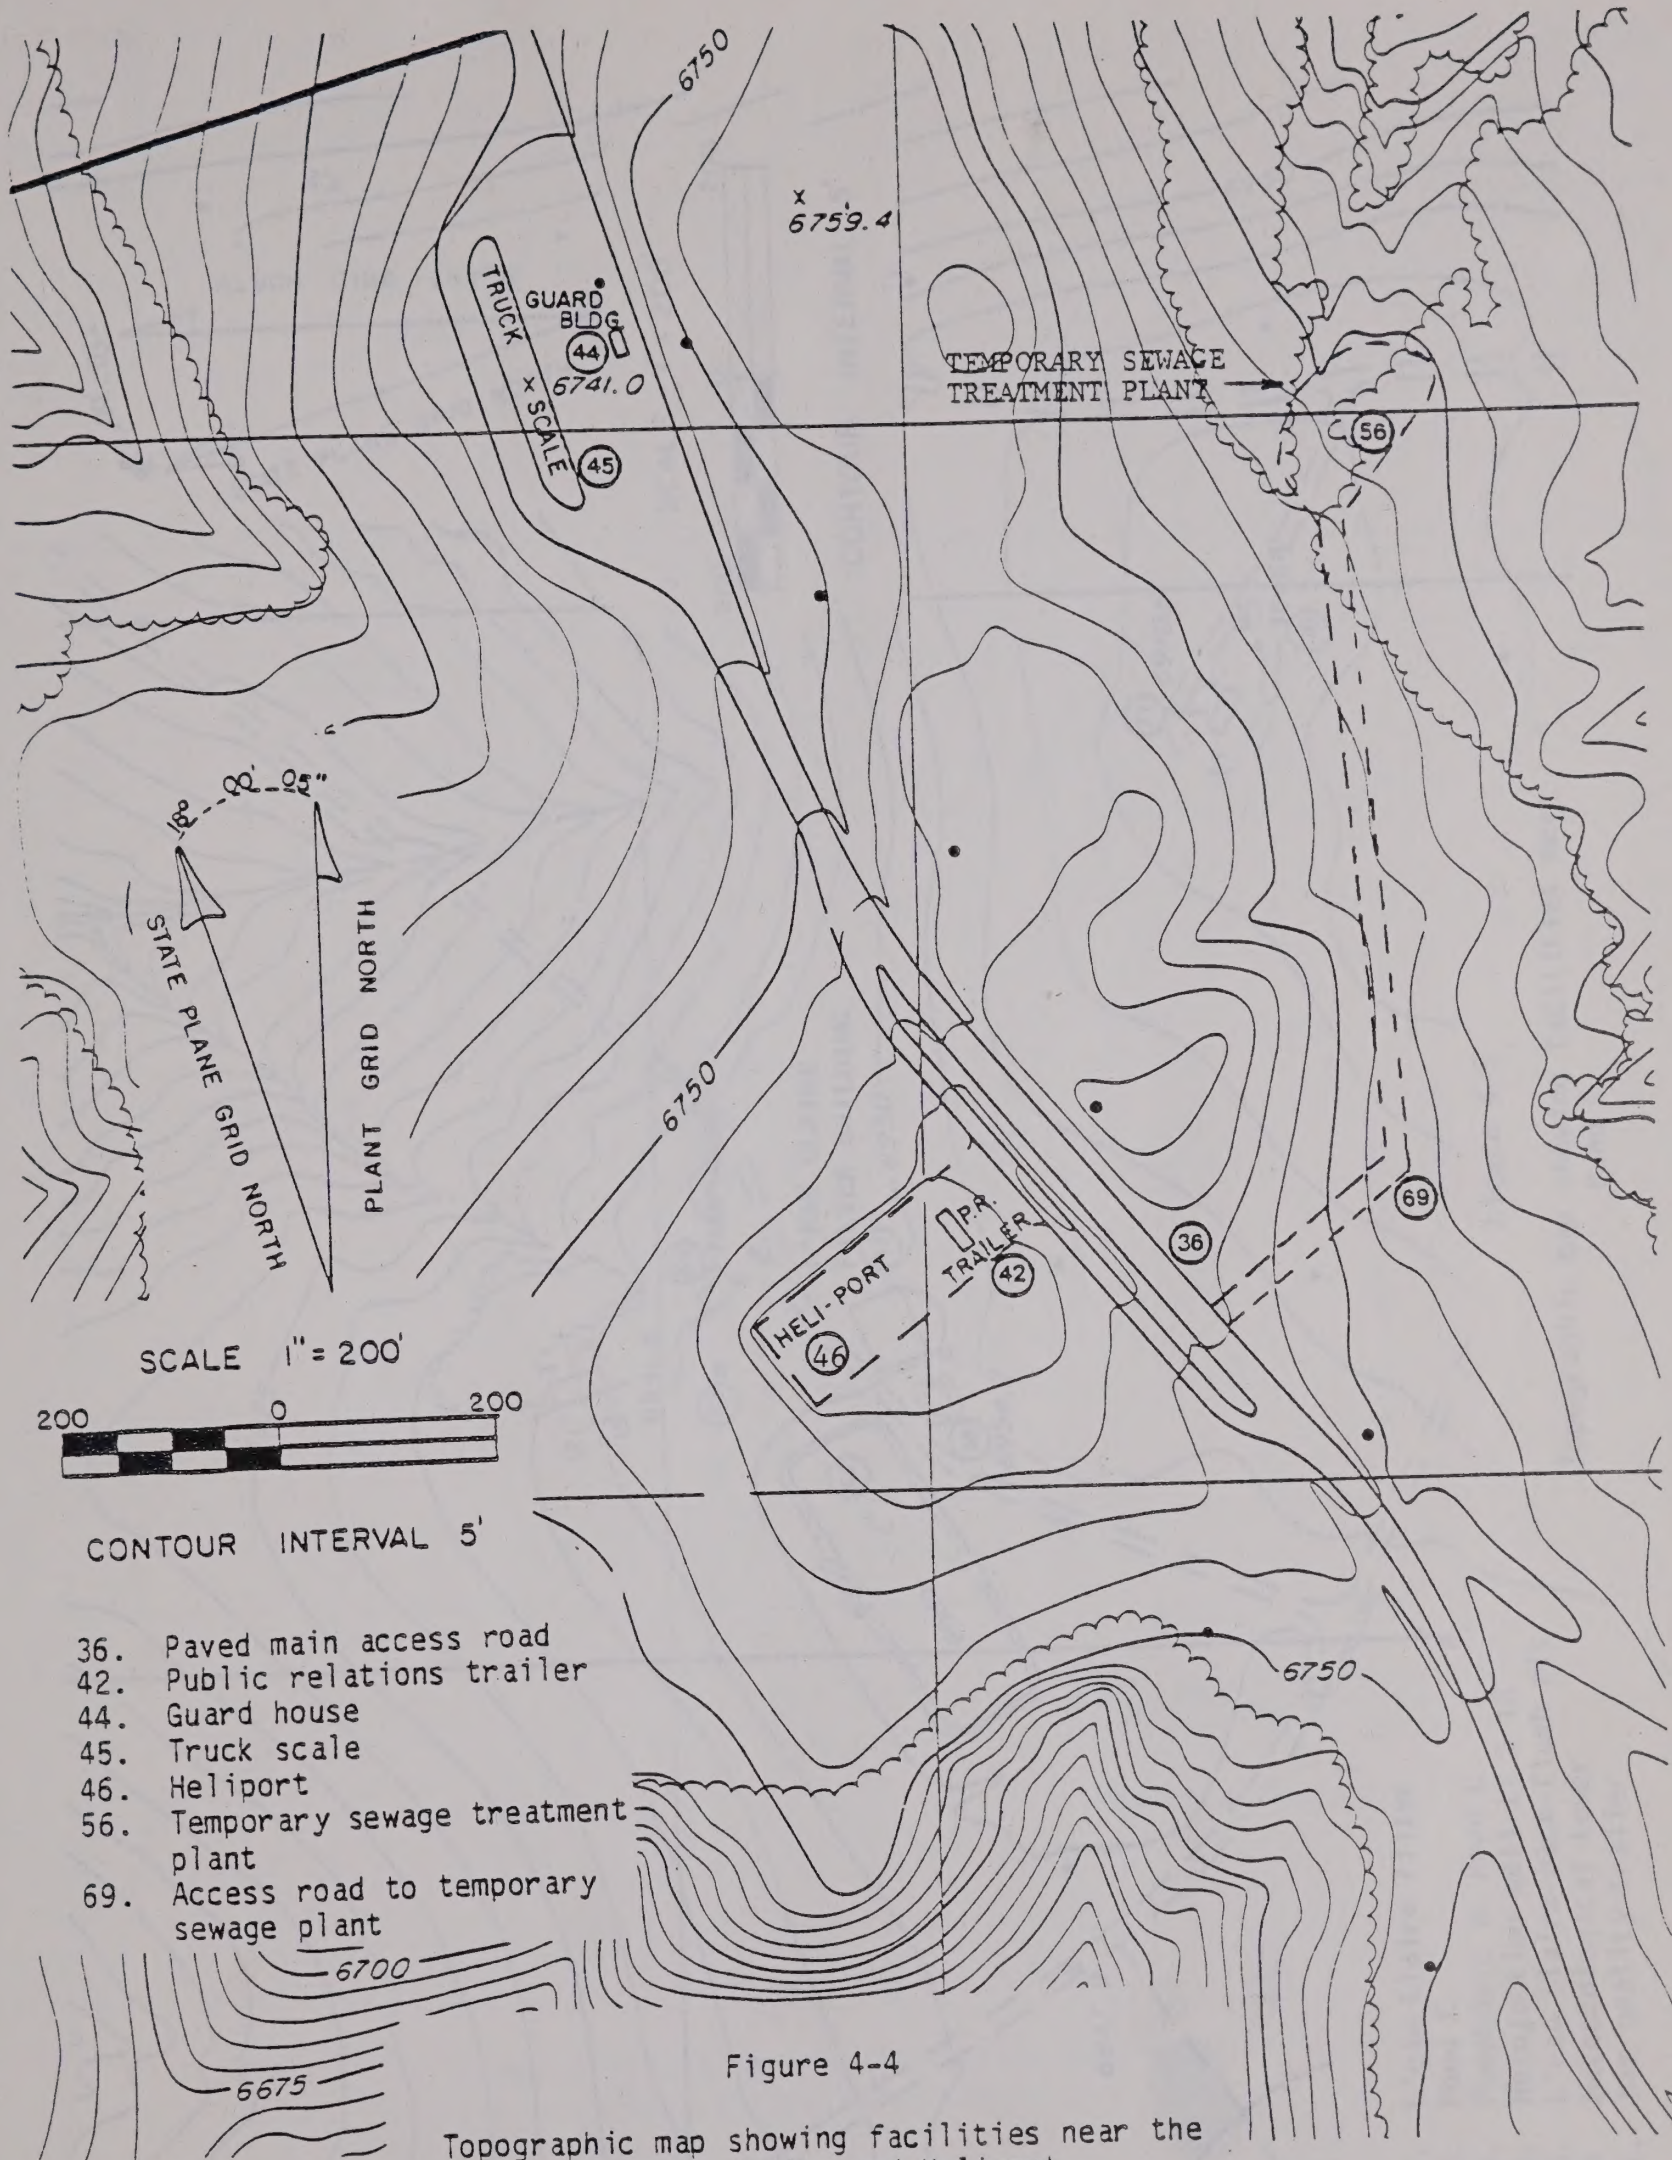 6750
x
6759.4
TRUCK SCALE
GUARD
BLDG.
44
x 6741.0
45
TEMPORARY SEWAGE
TREATMENT PLANT
56
18° 00' 05"
STATE PLANE GRID NORTH
PLANT GRID NORTH
6750
69
36
P.R.
TRAILER
42
HELI-PORT
46
SCALE 1"=200'
200 0 200
CONTOUR INTERVAL 5'
6750
36. Paved main access road
42. Public relations trailer
44. Guard house
45. Truck scale
46. Heliport
56. Temporary sewage treatment
plant
69. Access road to temporary
sewage plant
6700
6675
Figure 4-4
Topographic map showing facilities near the